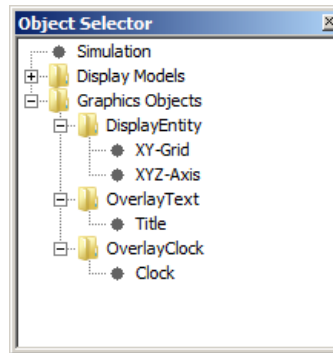 Object Selector
Simulation
Display Models
Graphics Objects
DisplayEntity
XY-Grid
XYZ-Axis
OverlayText
Title
OverlayClock
Clock